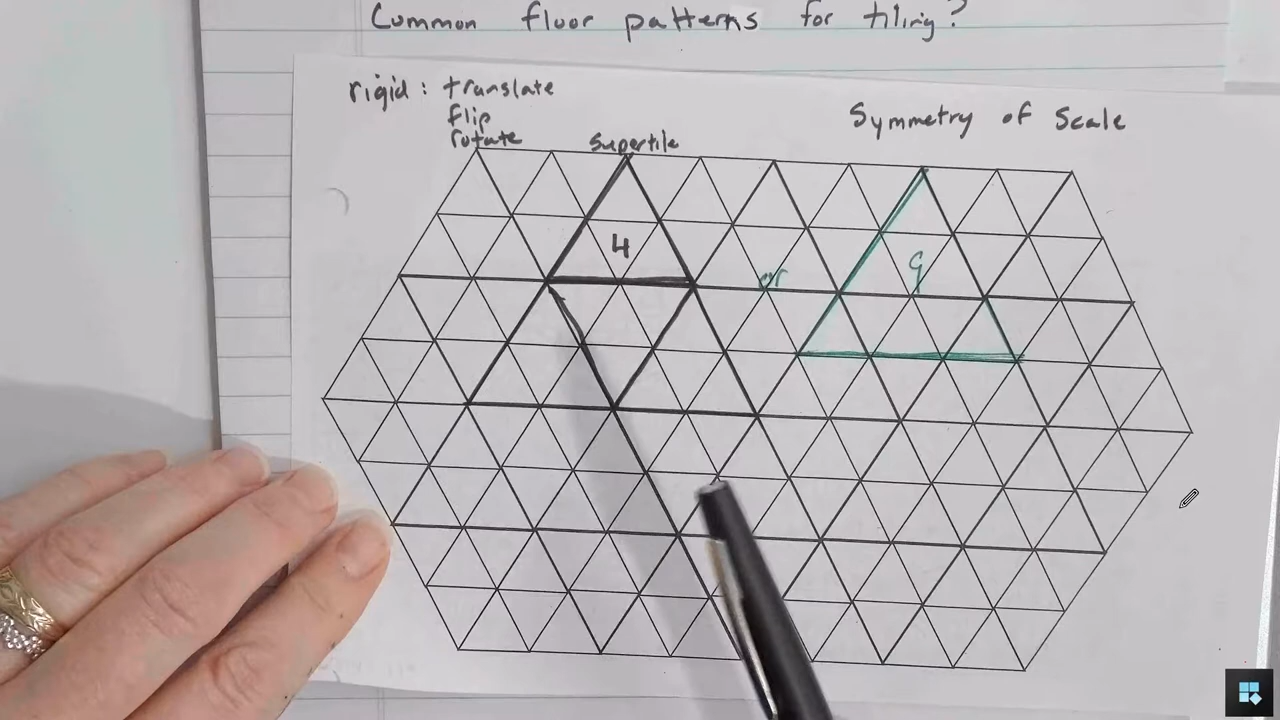 Common floor patterns for tiling?
rigid: translate
flip
rotate
Symmetry of Scale
Supertile
4
or
9